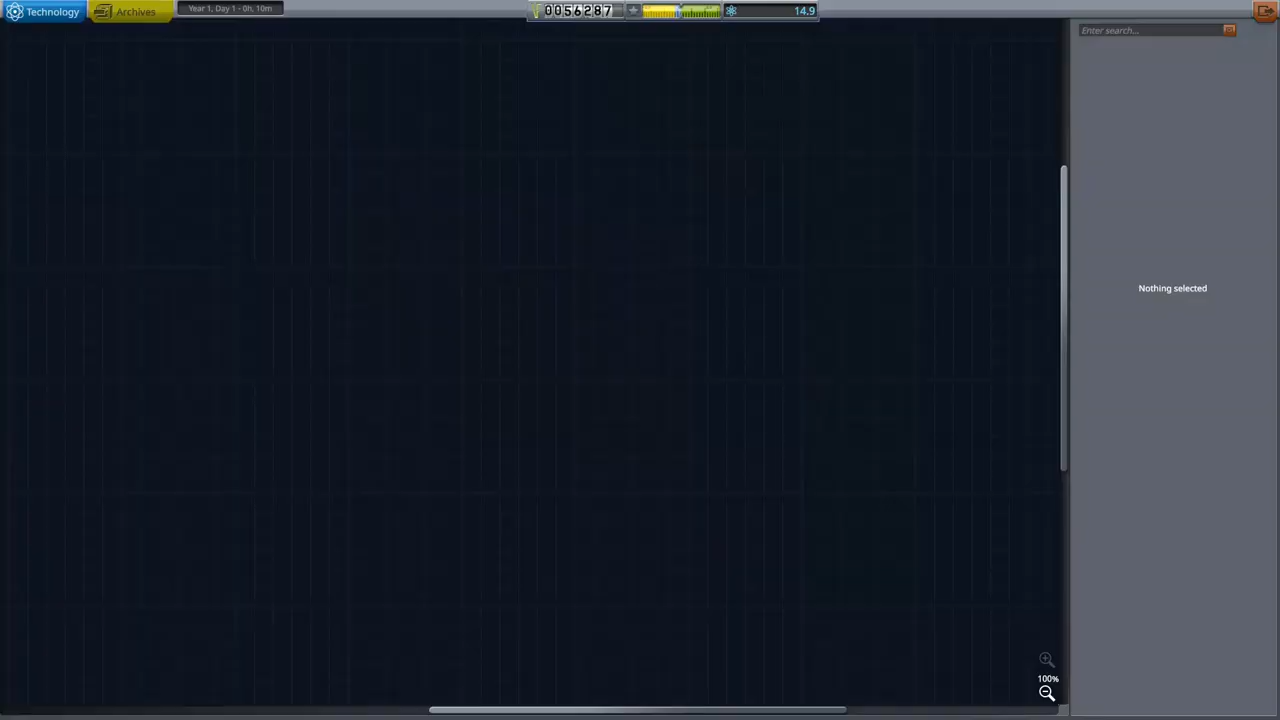 Technology
Archives
Year 1, Day 1 - 0h, 10m
0056287
14.9
Enter search...
Nothing selected
100%